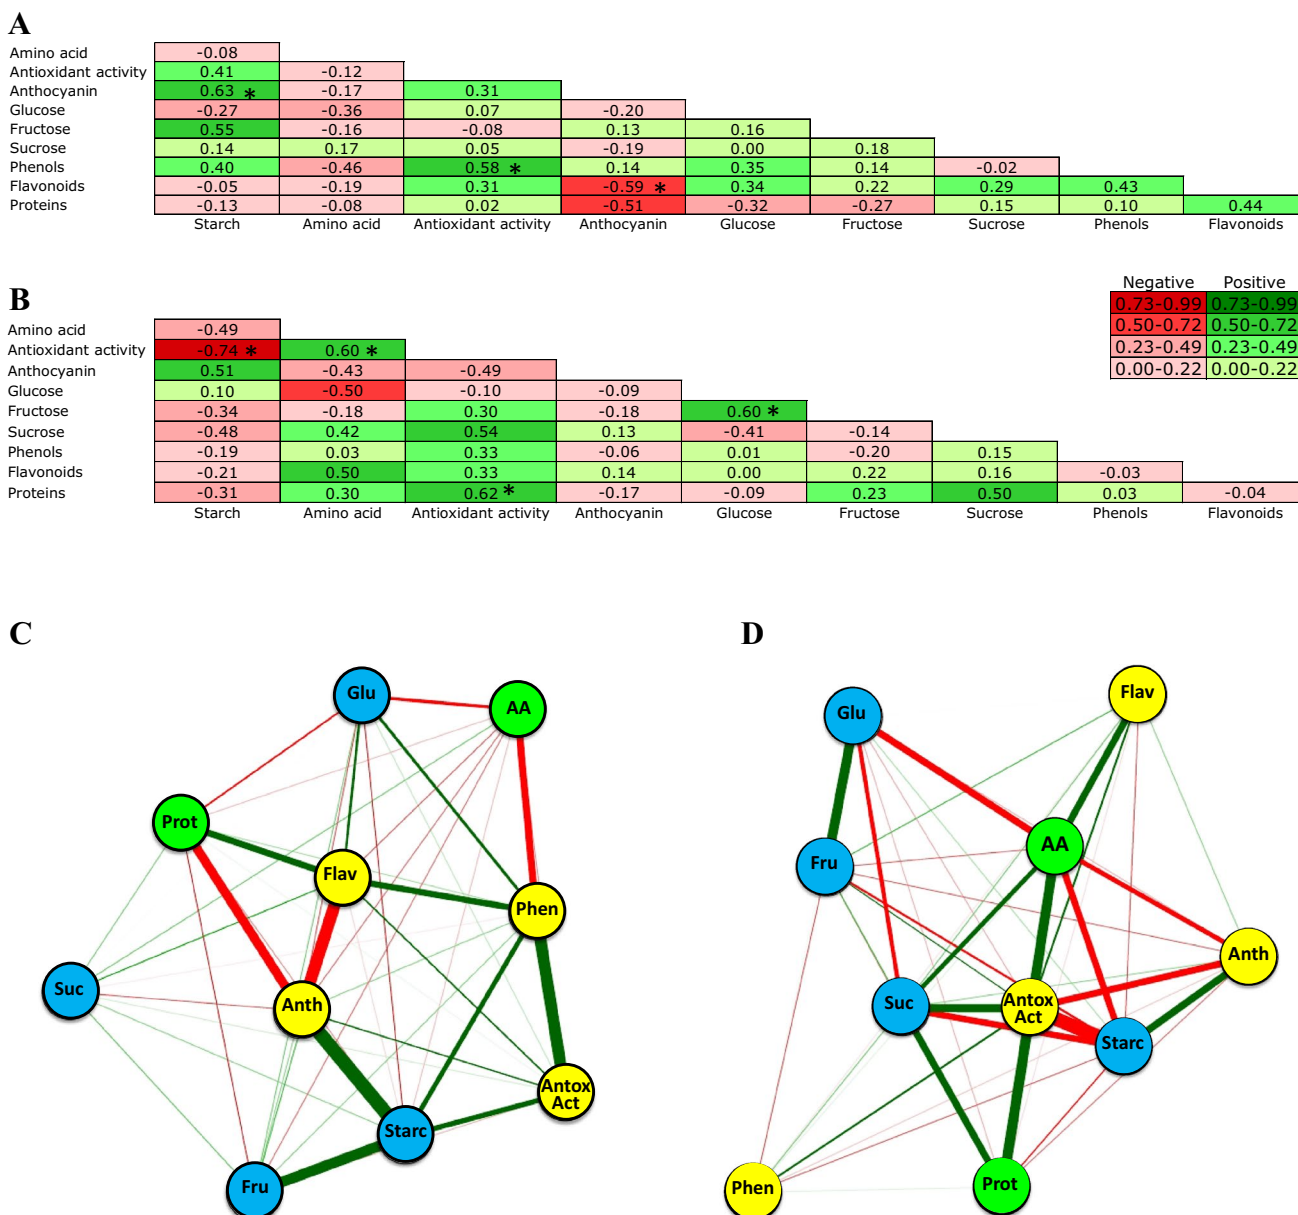 A
Amino acid -0.08
Antioxidant activity 0.41 -0.12
Anthocyanin 0.63 * -0.17 0.31
Glucose -0.27 -0.36 0.07 -0.20
Fructose 0.55 -0.16 -0.08 0.13 0.16
Sucrose 0.14 0.17 0.05 -0.19 0.00 0.18
Phenols 0.40 -0.46 0.58 * 0.14 0.35 0.14 -0.02
Flavonoids -0.05 -0.19 0.31 -0.59 * 0.34 0.22 0.29 0.43
Proteins -0.13 -0.08 0.02 -0.51 -0.32 -0.27 0.15 0.10 0.44
Starch Amino acid Antioxidant activity Anthocyanin Glucose Fructose Sucrose Phenols Flavonoids
Negative Positive
0.73-0.99 0.73-0.99
0.50-0.72 0.50-0.72
0.23-0.49 0.23-0.49
0.00-0.22 0.00-0.22
B
Amino acid -0.49
Antioxidant activity -0.74 * 0.60 *
Anthocyanin 0.51 -0.43 -0.49
Glucose 0.10 -0.50 -0.10 -0.09
Fructose -0.34 -0.18 0.30 -0.18 0.60 *
Sucrose -0.48 0.42 0.54 0.13 -0.41 -0.14
Phenols -0.19 0.03 0.33 -0.06 0.01 -0.20 0.15
Flavonoids -0.21 0.50 0.33 0.14 0.00 0.22 0.16 -0.03
Proteins -0.31 0.30 0.62 * -0.17 -0.09 0.23 0.50 0.03 -0.04
Starch Amino acid Antioxidant activity Anthocyanin Glucose Fructose Sucrose Phenols Flavonoids
C
Glu
AA
Prot
Flav
Phen
Suc
Anth
Antox
Act
Starc
Fru
D
Flav
Glu
AA
Fru
Anth
Suc
Antox
Act
Starc
Phen
Prot